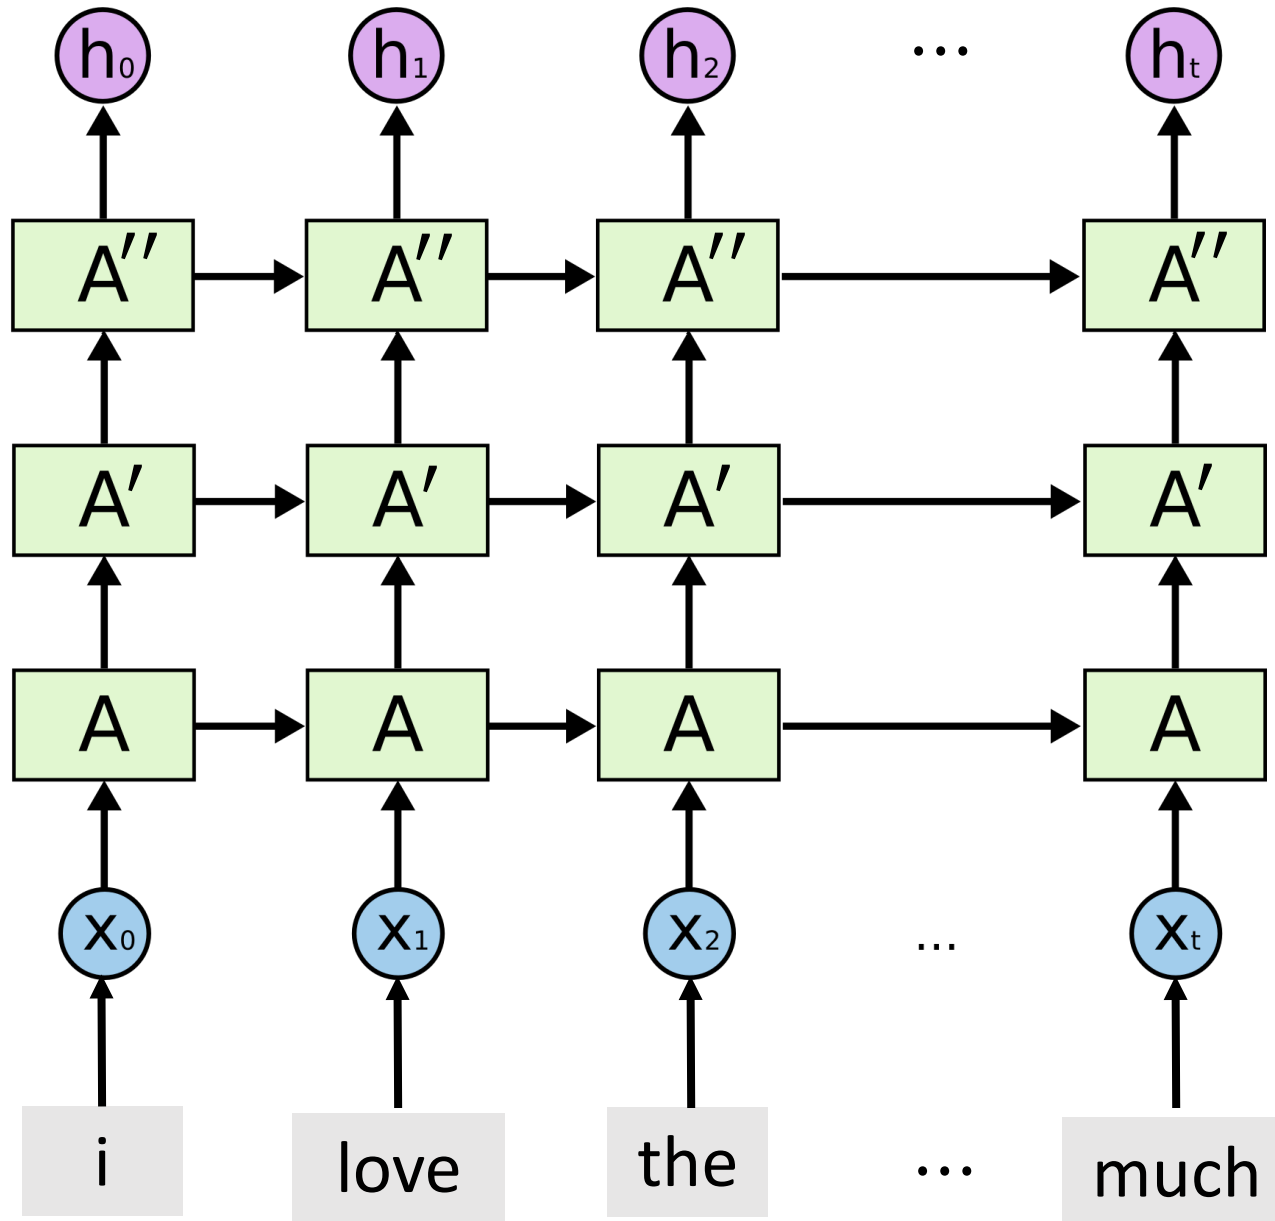 h₀ h₁ h₂ ... hₜ
A′′ A′′ A′′ A′′
A′ A′ A′ A′
A A A A
x₀ x₁ x₂ ... xₜ
i love the ... much